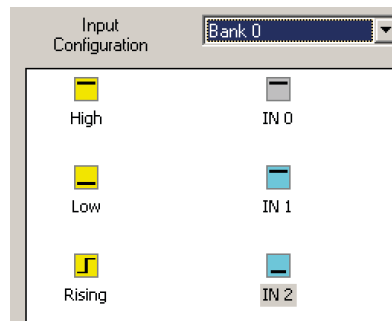 Input
Configuration
Bank 0
High
IN 0
Low
IN 1
Rising
IN 2